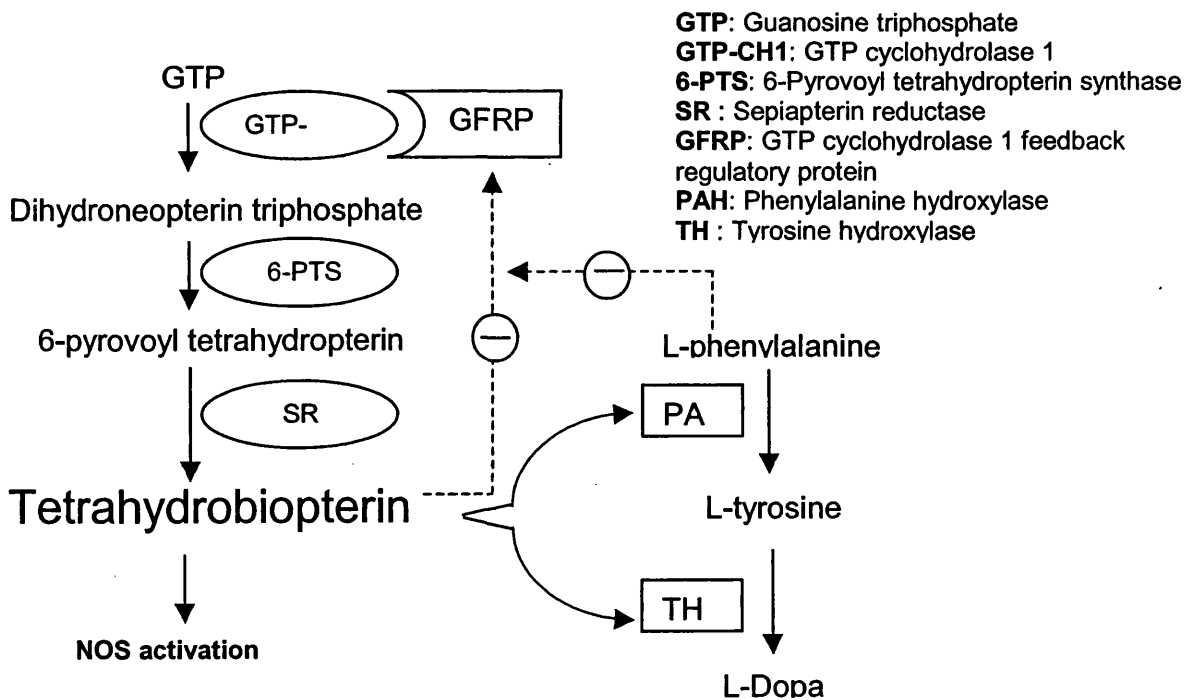 GTP: Guanosine triphosphate
GTP-CH1: GTP cyclohydrolase 1
6-PTS: 6-Pyrovoyl tetrahydropterin synthase
SR : Sepiapterin reductase
GFRP: GTP cyclohydrolase 1 feedback
regulatory protein
PAH: Phenylalanine hydroxylase
TH : Tyrosine hydroxylase
GTP
GTP-
GFRP
Dihydroneopterin triphosphate
6-PTS
6-pyrovoyl tetrahydropterin
L-phenylalanine
SR
PA
Tetrahydrobiopterin
L-tyrosine
TH
NOS activation
L-Dopa